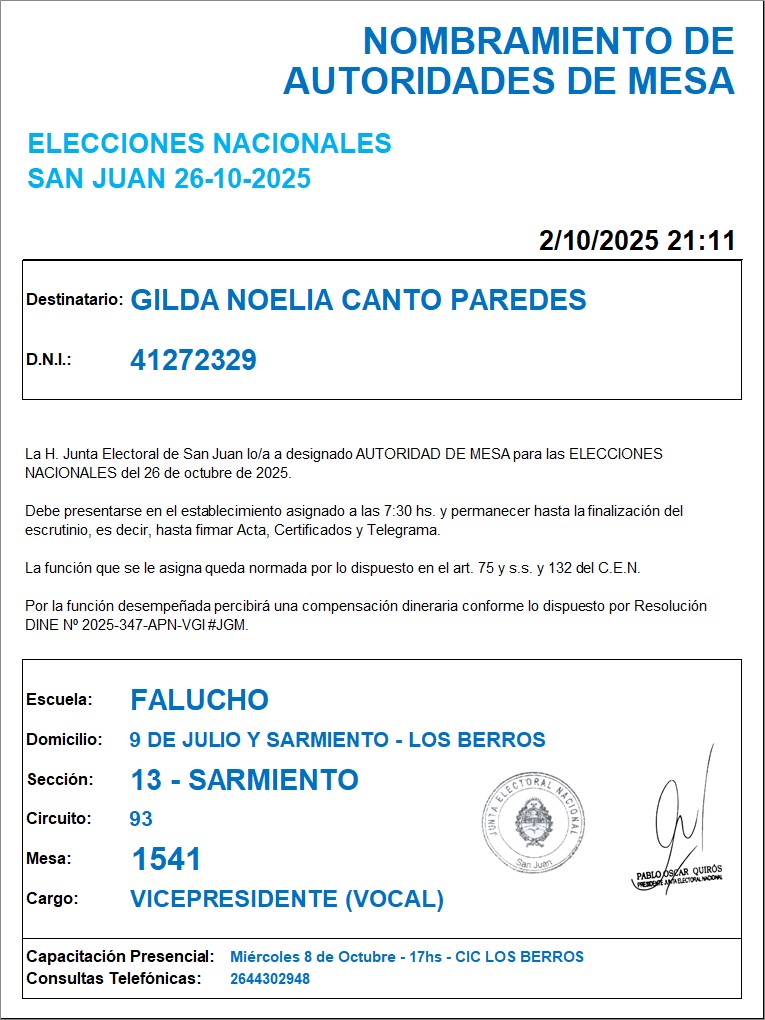 NOMBRAMIENTO DE
AUTORIDADES DE MESA
ELECCIONES NACIONALES
SAN JUAN 26-10-2025
2/10/2025 21:11
Destinatario: GILDA NOELIA CANTO PAREDES
D.N.I.: 41272329
La H. Junta Electoral de San Juan lo/a a designado AUTORIDAD DE MESA para las ELECCIONES
NACIONALES del 26 de octubre de 2025.
Debe presentarse en el establecimiento asignado a las 7:30 hs. y permanecer hasta la finalización del
escrutinio, es decir, hasta firmar Acta, Certificados y Telegrama.
La función que se le asigna queda normada por lo dispuesto en el art. 75 y s.s. y 132 del C.E.N.
Por la función desempeñada percibirá una compensación dineraria conforme lo dispuesto por Resolución
DINE Nº 2025-347-APN-VGI#JGM.
Escuela: FALUCHO
Domicilio: 9 DE JULIO Y SARMIENTO - LOS BERROS
Sección: 13 - SARMIENTO
Circuito: 93
Mesa: 1541
Cargo: VICEPRESIDENTE (VOCAL)
JUNTA ELECTORAL NACIONAL
San Juan
PABLO OSCAR QUIRÓS
PRESIDENTE JUNTA ELECTORAL NACIONAL
Capacitación Presencial: Miércoles 8 de Octubre - 17hs - CIC LOS BERROS
Consultas Telefónicas: 2644302948